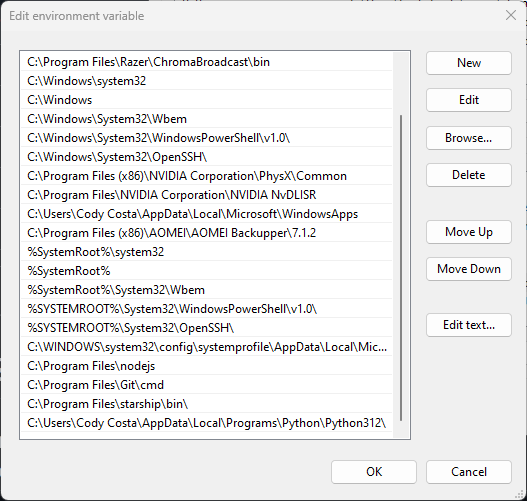 Edit environment variable
C:\Program Files\Razer\ChromaBroadcast\bin
C:\Windows\system32
C:\Windows
C:\Windows\System32\Wbem
C:\Windows\System32\WindowsPowerShell\v1.0\
C:\Windows\System32\OpenSSH\
C:\Program Files (x86)\NVIDIA Corporation\PhysX\Common
C:\Program Files\NVIDIA Corporation\NVIDIA NvDLISR
C:\Users\Cody Costa\AppData\Local\Microsoft\WindowsApps
C:\Program Files (x86)\AOMEI\AOMEI Backupper\7.1.2
%SystemRoot%\system32
%SystemRoot%
%SystemRoot%\System32\Wbem
%SYSTEMROOT%\System32\WindowsPowerShell\v1.0\
%SYSTEMROOT%\System32\OpenSSH\
C:\WINDOWS\system32\config\systemprofile\AppData\Local\Mic...
C:\Program Files\nodejs
C:\Program Files\Git\cmd
C:\Program Files\starship\bin\
C:\Users\Cody Costa\AppData\Local\Programs\Python\Python312\
New
Edit
Browse...
Delete
Move Up
Move Down
Edit text...
OK
Cancel